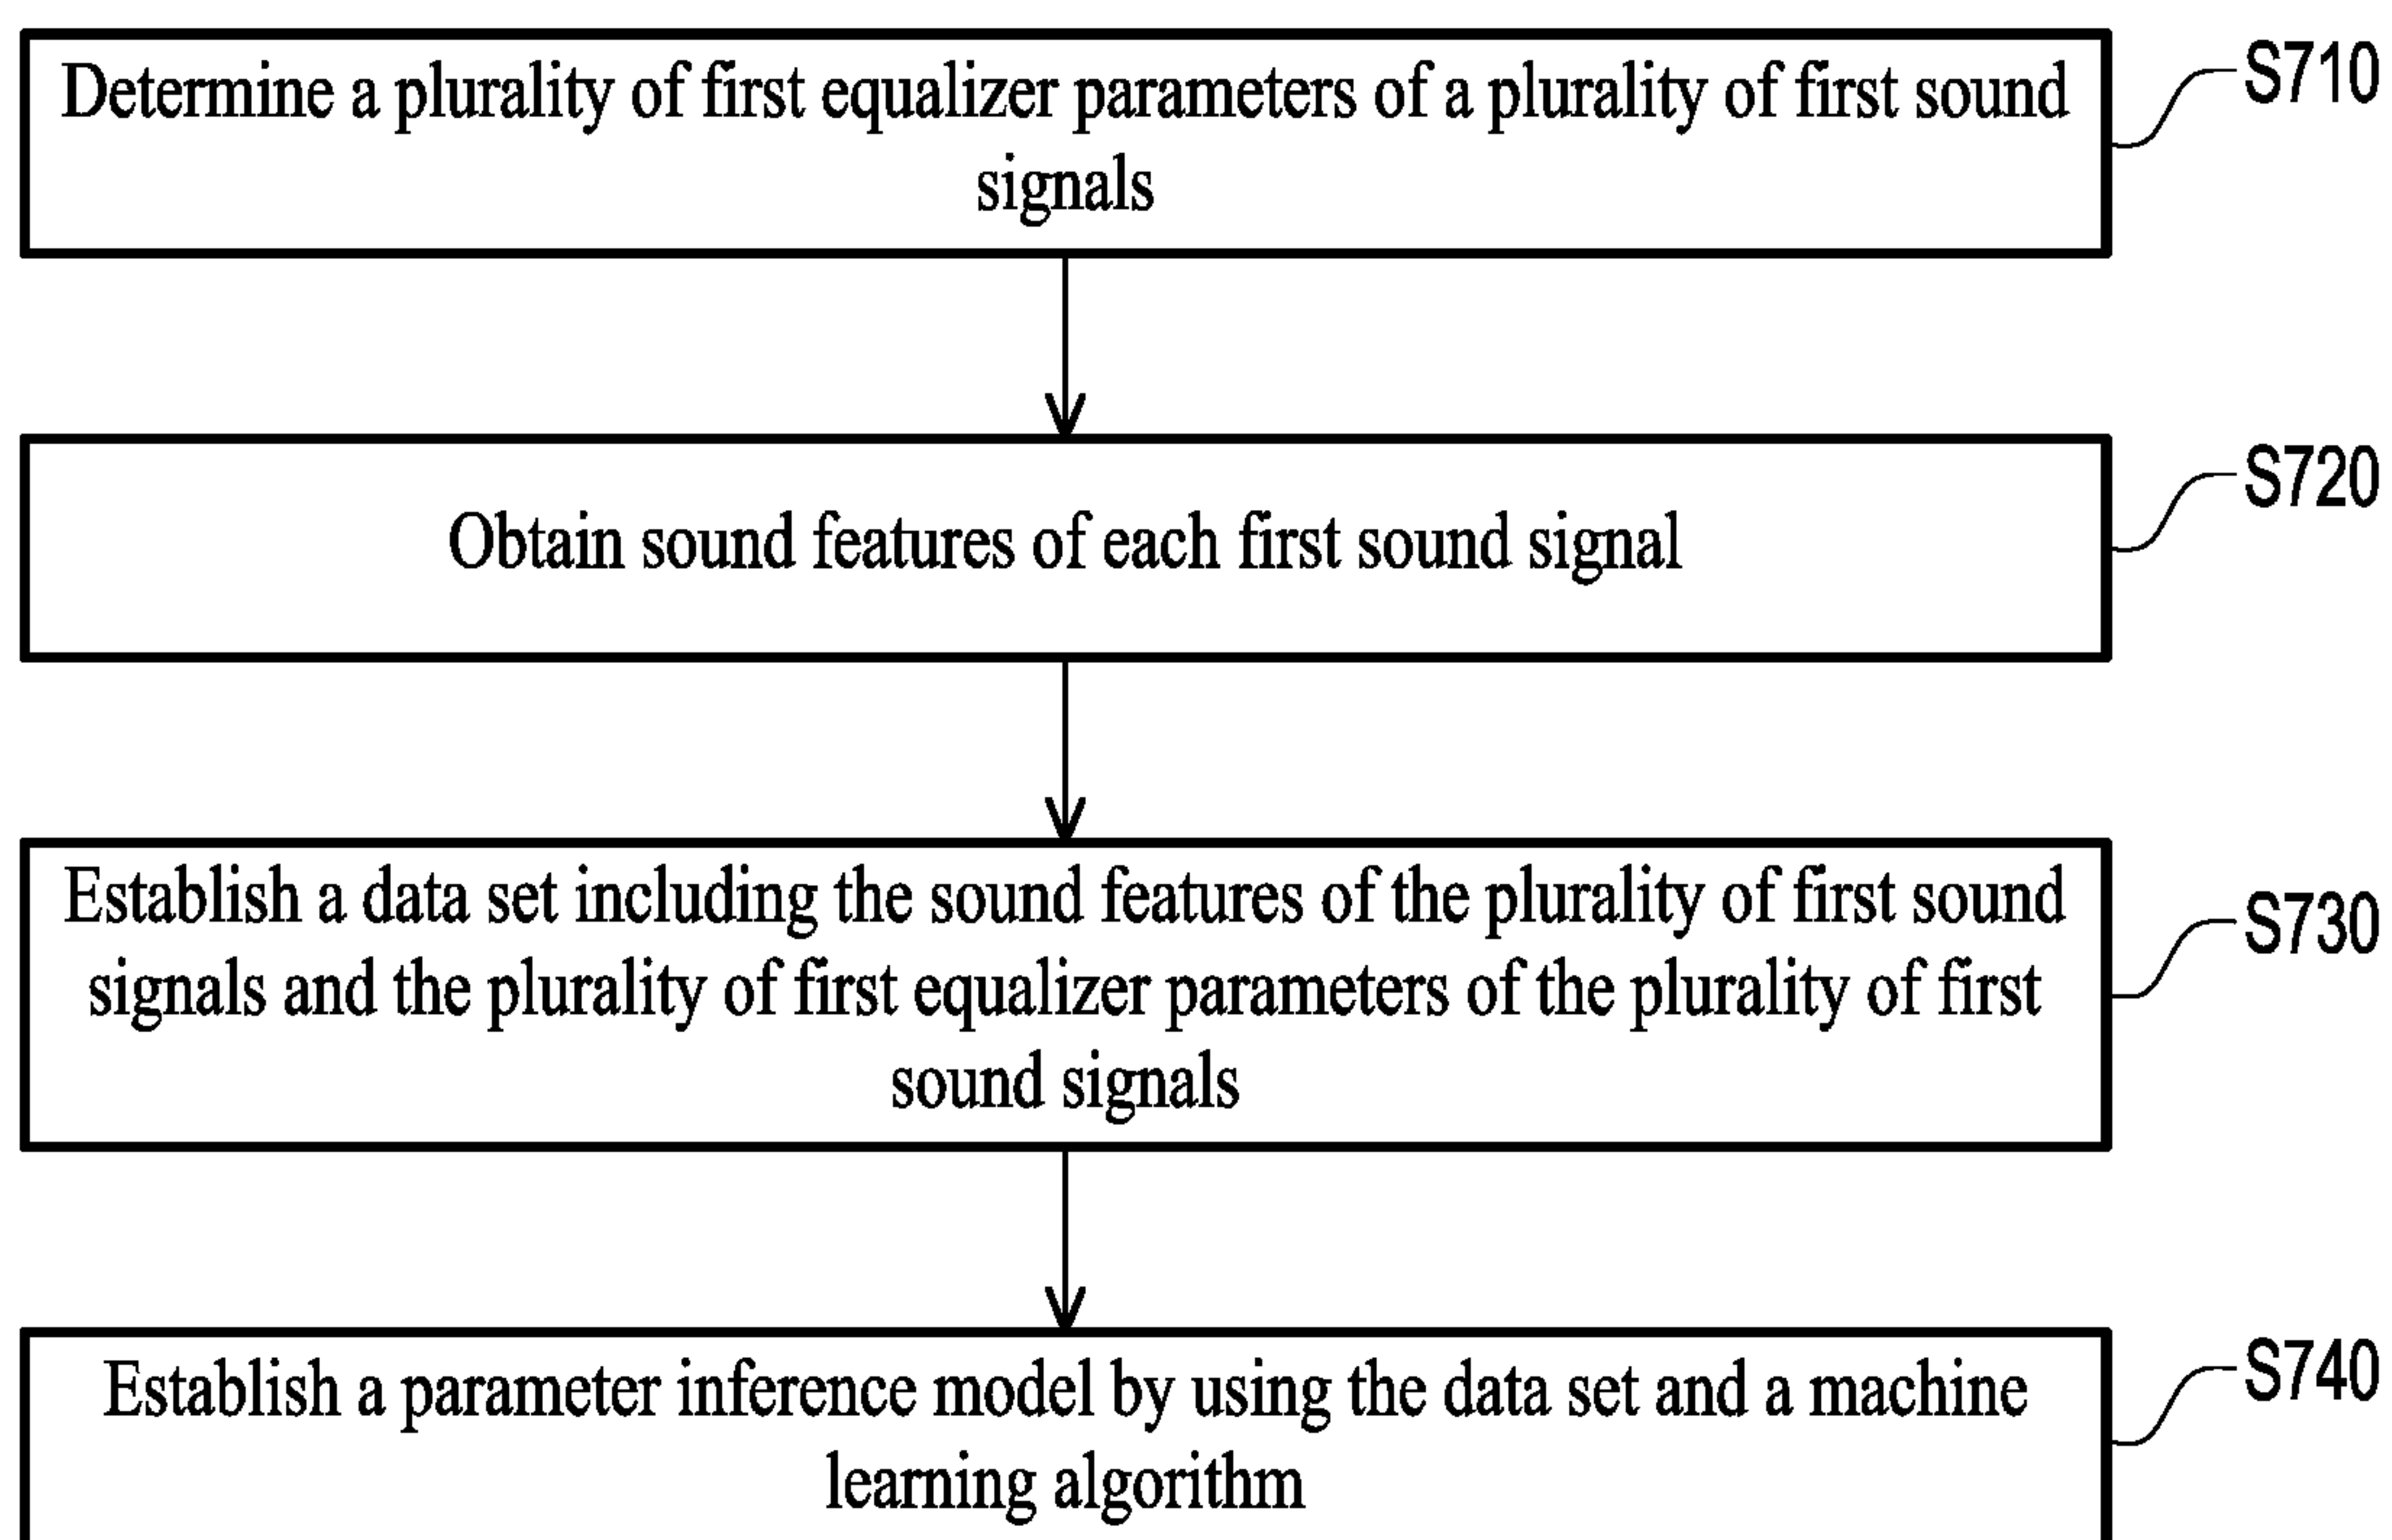 Determine a plurality of first equalizer parameters of a plurality of first sound
signals
S710
Obtain sound features of each first sound signal
S720
Establish a data set including the sound features of the plurality of first sound
signals and the plurality of first equalizer parameters of the plurality of first
sound signals
S730
Establish a parameter inference model by using the data set and a machine
learning algorithm
S740